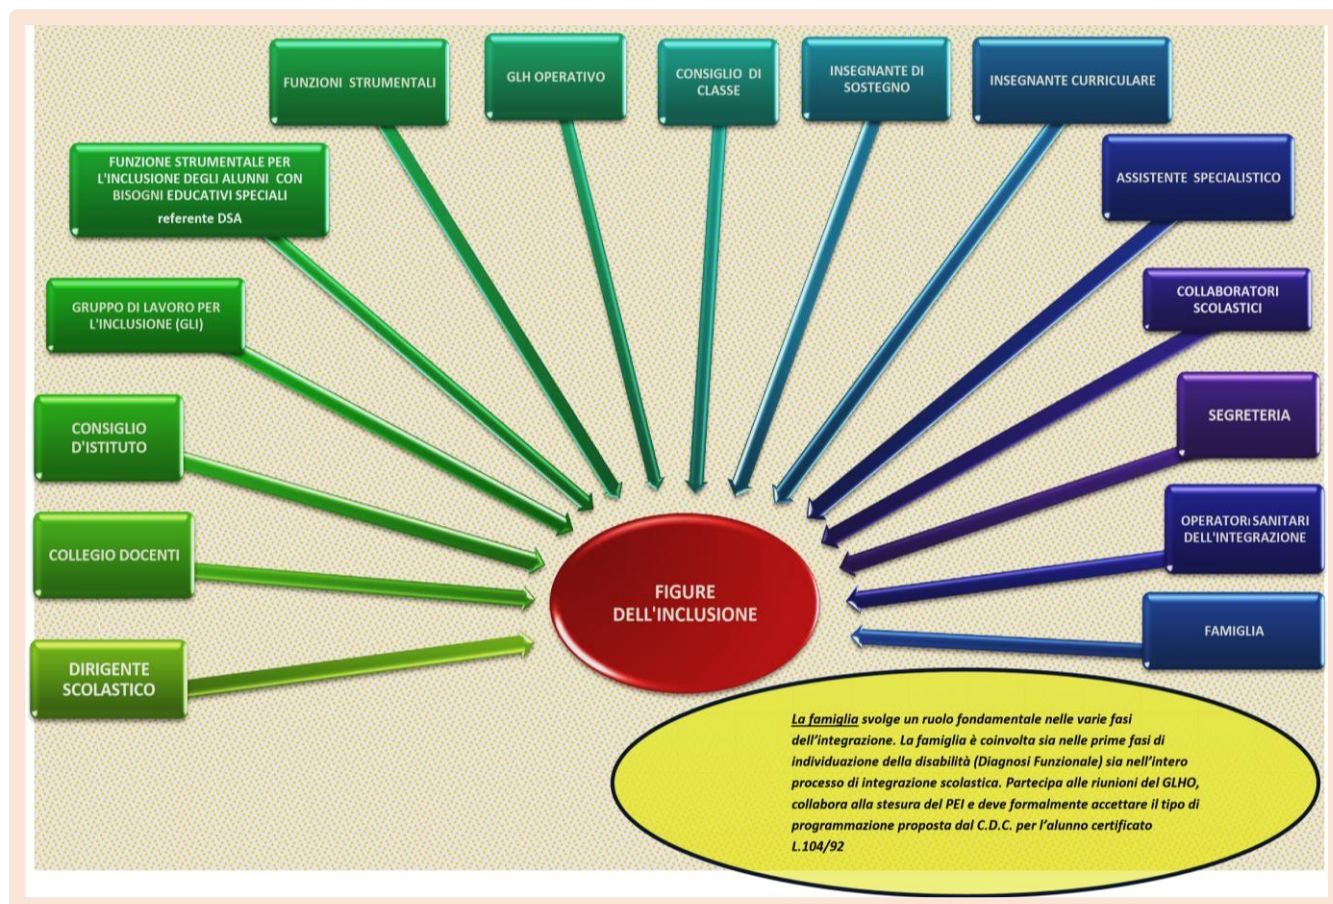 FUNZIONI STRUMENTALI
GLH OPERATIVO
CONSIGLIO DI
CLASSE
INSEGNANTE DI
SOSTEGNO
INSEGNANTE CURRICULARE
FUNZIONE STRUMENTALE PER
L'INCLUSIONE DEGLI ALUNNI CON
BISOGNI EDUCATIVI SPECIALI
referente DSA
ASSISTENTE SPECIALISTICO
GRUPPO DI LAVORO PER
L'INCLUSIONE (GLI)
COLLABORATORI
SCOLASTICI
CONSIGLIO
D'ISTITUTO
SEGRETERIA
COLLEGIO DOCENTI
OPERATORI SANITARI
DELL'INTEGRAZIONE
FIGURE
DELL'INCLUSIONE
FAMIGLIA
DIRIGENTE
SCOLASTICO
La famiglia svolge un ruolo fondamentale nelle varie fasi
dell'integrazione. La famiglia è coinvolta sia nelle prime fasi di
individuazione della disabilità (Diagnosi Funzionale) sia nell'intero
processo di integrazione scolastica. Partecipa alle riunioni del GLHO,
collabora alla stesura del PEI e deve formalmente accettare il tipo di
programmazione proposta dal C.D.C. per l'alunno certificato
L.104/92